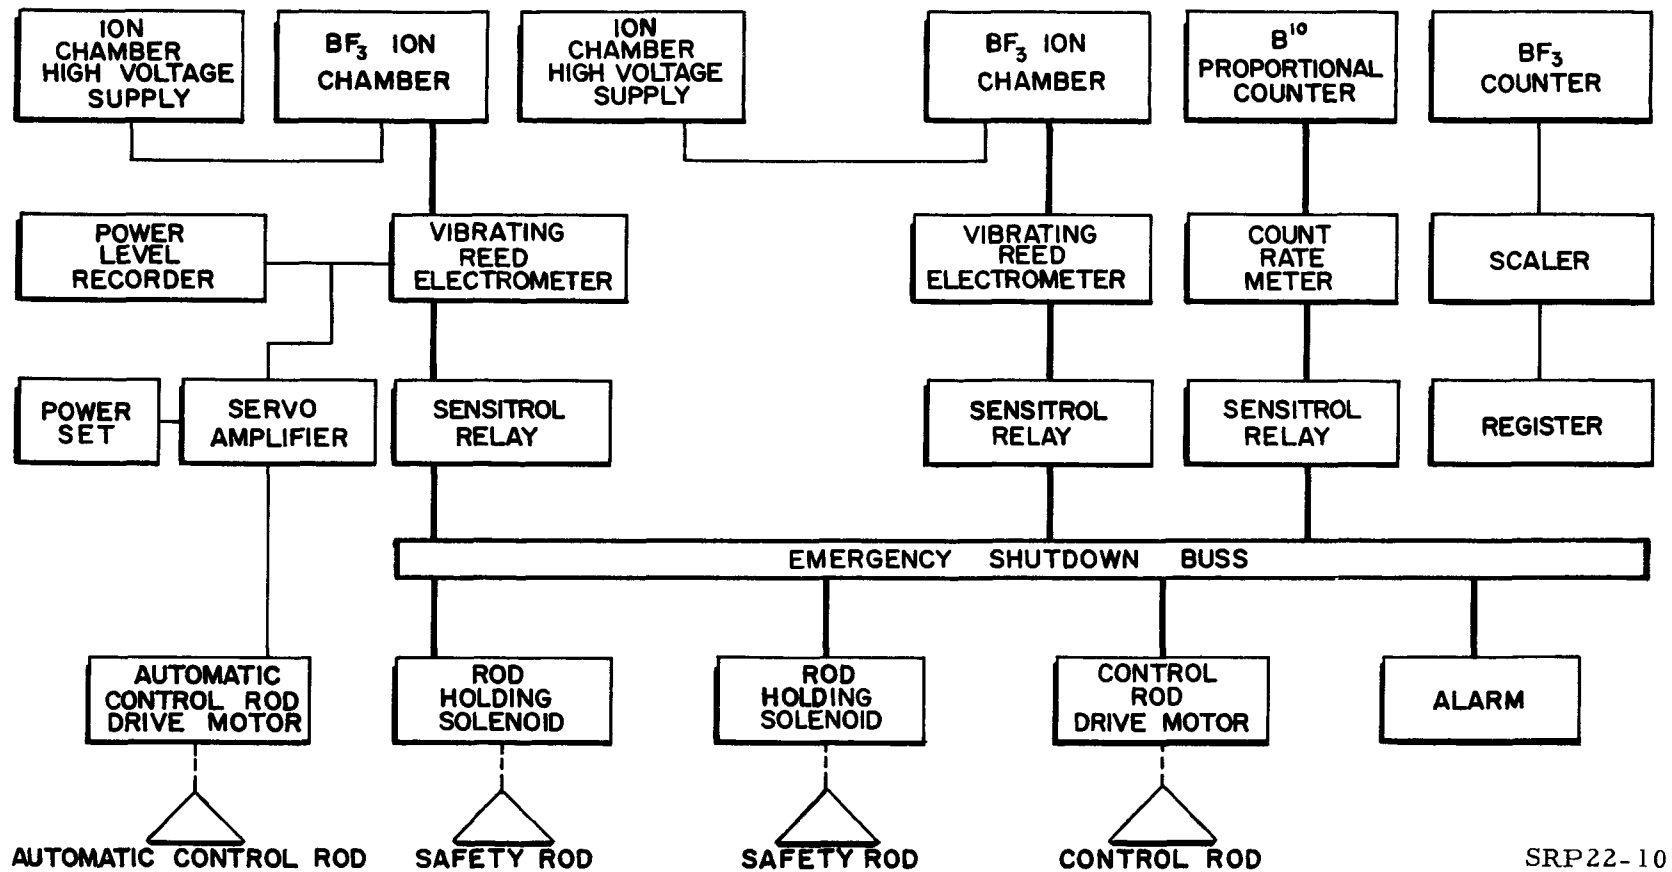 ION
CHAMBER
HIGH VOLTAGE
SUPPLY
BF₃ ION
CHAMBER
ION
CHAMBER
HIGH VOLTAGE
SUPPLY
BF₃ ION
CHAMBER
B¹⁰
PROPORTIONAL
COUNTER
BF₃
COUNTER
POWER
LEVEL
RECORDER
VIBRATING
REED
ELECTROMETER
VIBRATING
REED
ELECTROMETER
COUNT
RATE
METER
SCALER
POWER
SET
SERVO
AMPLIFIER
SENSITROL
RELAY
SENSITROL
RELAY
SENSITROL
RELAY
REGISTER
EMERGENCY SHUTDOWN BUSS
AUTOMATIC
CONTROL ROD
DRIVE MOTOR
ROD
HOLDING
SOLENOID
ROD
HOLDING
SOLENOID
CONTROL
ROD
DRIVE MOTOR
ALARM
AUTOMATIC CONTROL ROD
SAFETY ROD
SAFETY ROD
CONTROL ROD
SRP22-10